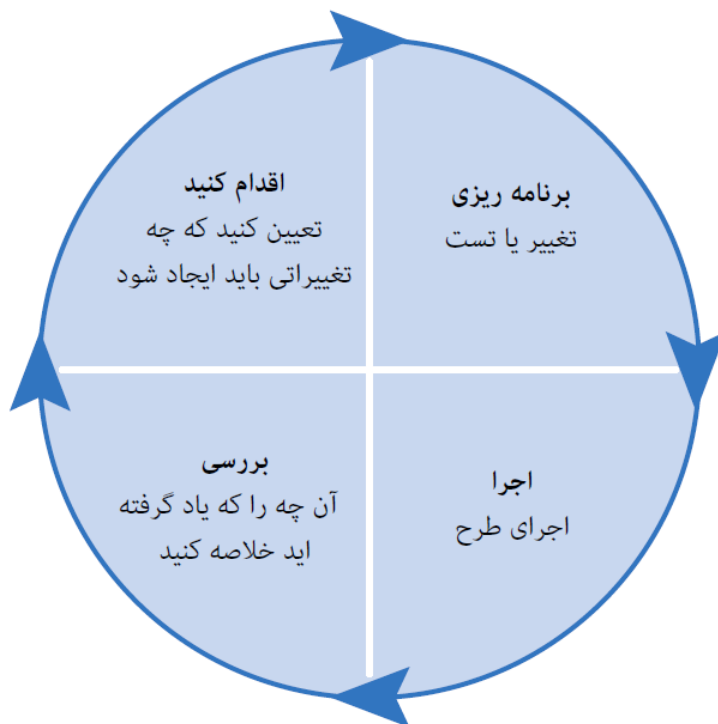 برنامه ریزی
تغییر یا تست
اجرا
اجرای طرح
بررسی
آن چه را که یاد گرفته
اید خلاصه کنید
اقدام کنید
تعیین کنید که چه
تغییراتی باید ایجاد شود